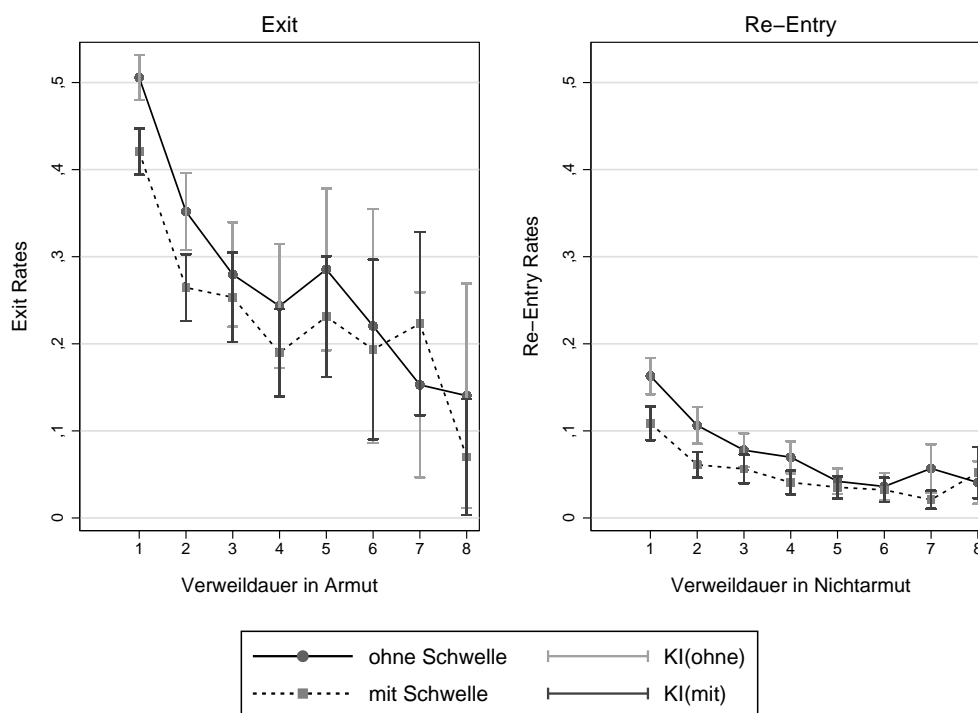 Exit
Exit Rates
0
,1
,2
,3
,4
,5
1 2 3 4 5 6 7 8
Verweildauer in Armut
Re−Entry
Re−Entry Rates
0
,1
,2
,3
,4
,5
1 2 3 4 5 6 7 8
Verweildauer in Nichtarmut
ohne Schwelle KI(ohne)
mit Schwelle KI(mit)